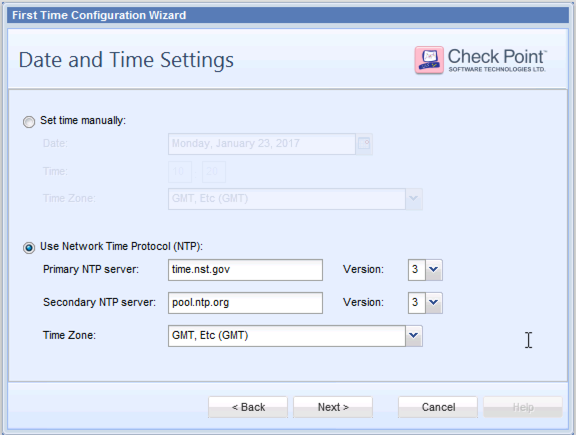 First Time Configuration Wizard
Date and Time Settings
Check Point™
SOFTWARE TECHNOLOGIES LTD.
Set time manually:
Date: Monday, January 23, 2017
Time:
Time Zone: GMT, Etc (GMT)
Use Network Time Protocol (NTP):
Primary NTP server: time.nst.gov Version: 3
Secondary NTP server: pool.ntp.org Version: 3
Time Zone: GMT, Etc (GMT)
< Back Next > Cancel Help